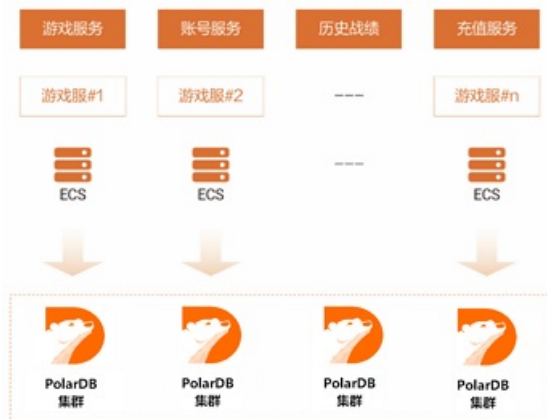 游戏服务 账号服务 历史战绩 充值服务
游戏服#1 游戏服#2 --- 游戏服#n
---
ECS ECS ECS
PolarDB PolarDB PolarDB PolarDB
集群 集群 集群 集群